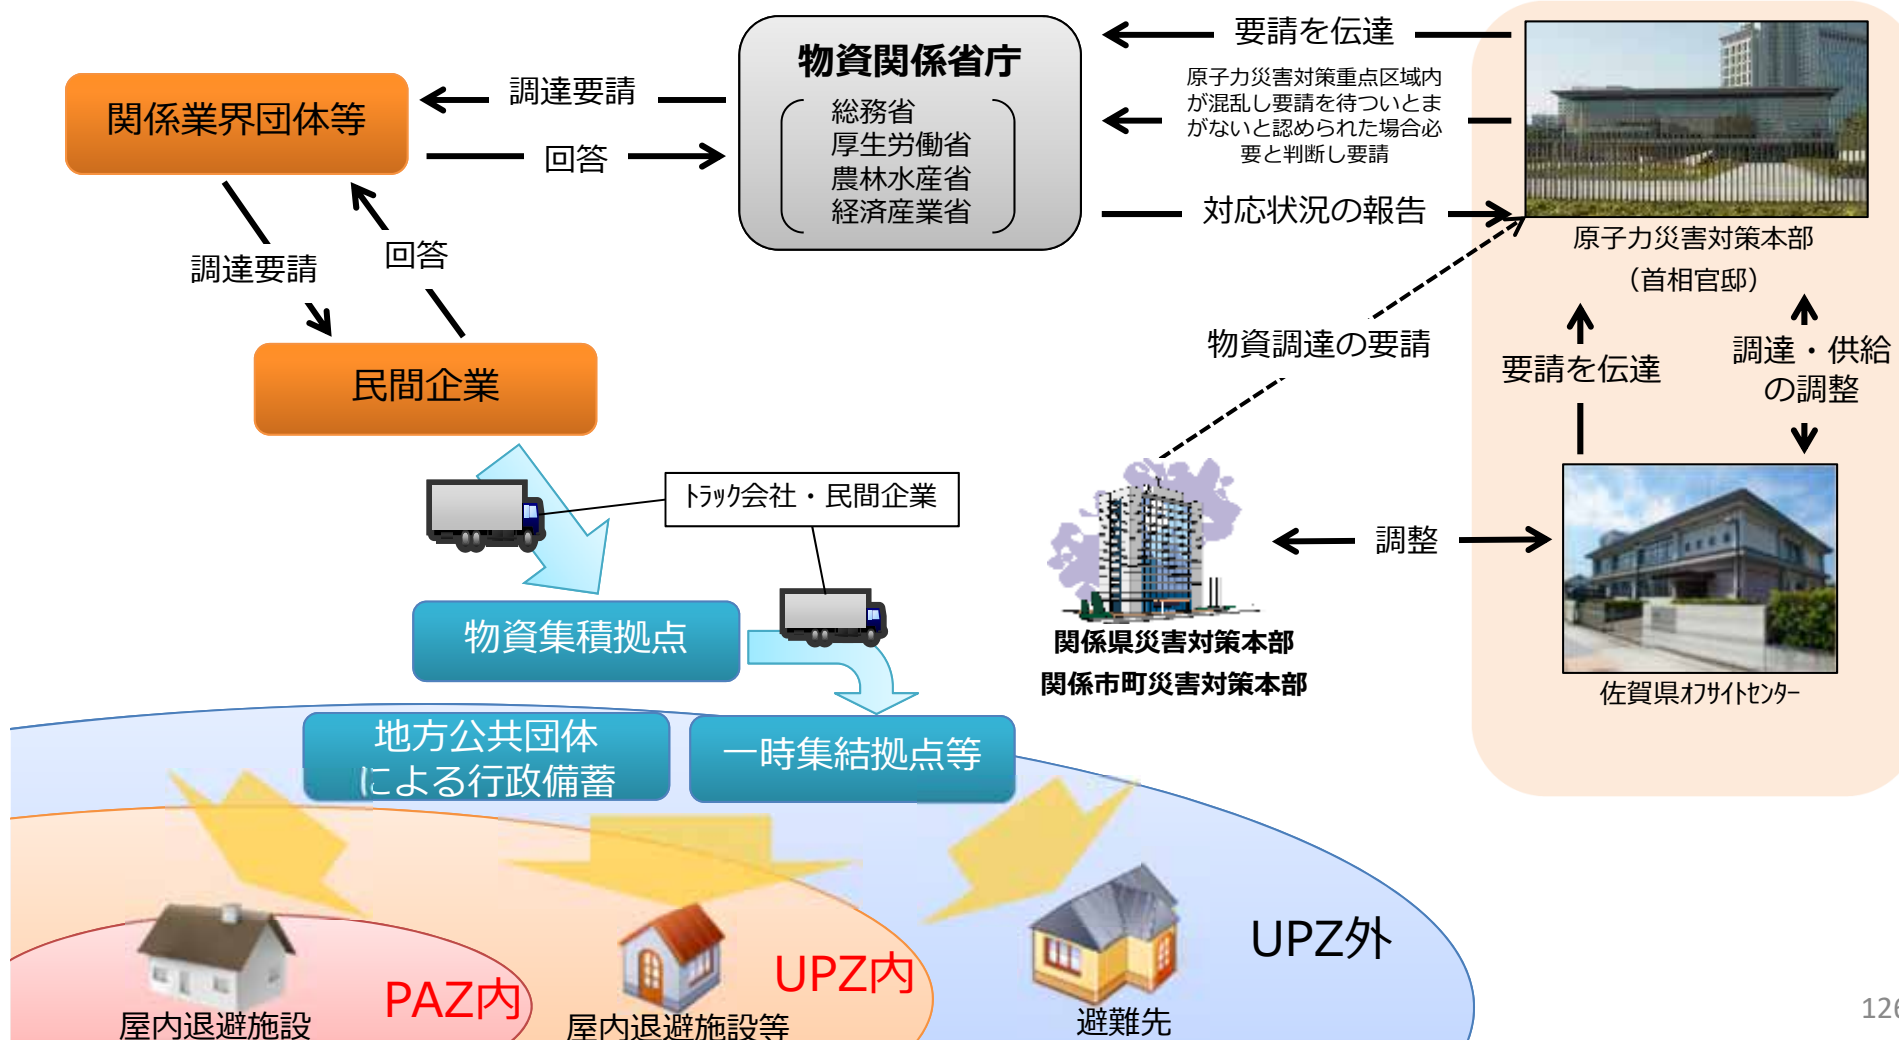 要請を伝達
物資関係省庁
総務省
厚生労働省
農林水産省
経済産業省
調達要請
関係業界団体等
回答
原子力災害対策重点区域内
が混乱し要請を待ついとま
がないと認められた場合必
要と判断し要請
対応状況の報告
原子力災害対策本部
（首相官邸）
調達要請
回答
物資調達の要請
要請を伝達
調達・供給
の調整
民間企業
ﾄﾗｯｸ会社・民間企業
調整
物資集積拠点
関係県災害対策本部
関係市町災害対策本部
佐賀県ｵﾌｻｲﾄｾﾝﾀｰ
地方公共団体
による行政備蓄
一時集結拠点等
UPZ外
UPZ内
PAZ内
屋内退避施設
屋内退避施設等
避難先
126